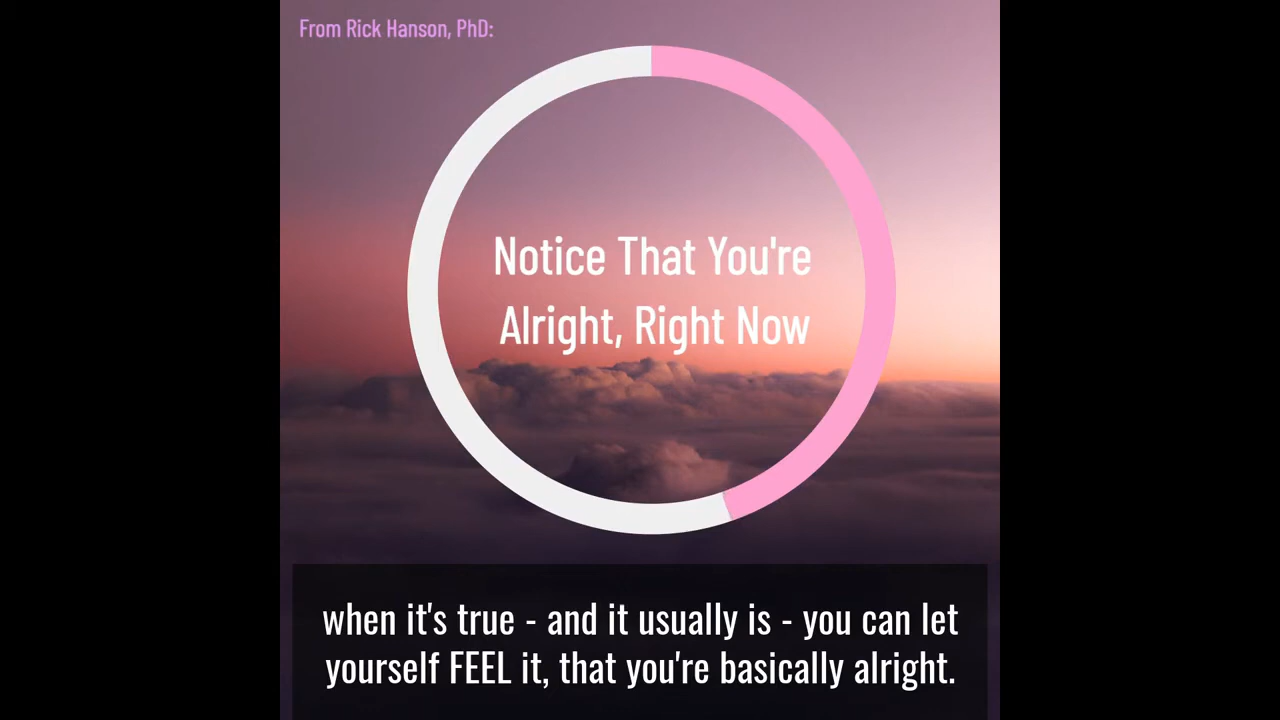 From Rick Hanson, PhD:
Notice That You're
Alright, Right Now
when it's true - and it usually is - you can let
yourself FEEL it, that you're basically alright.